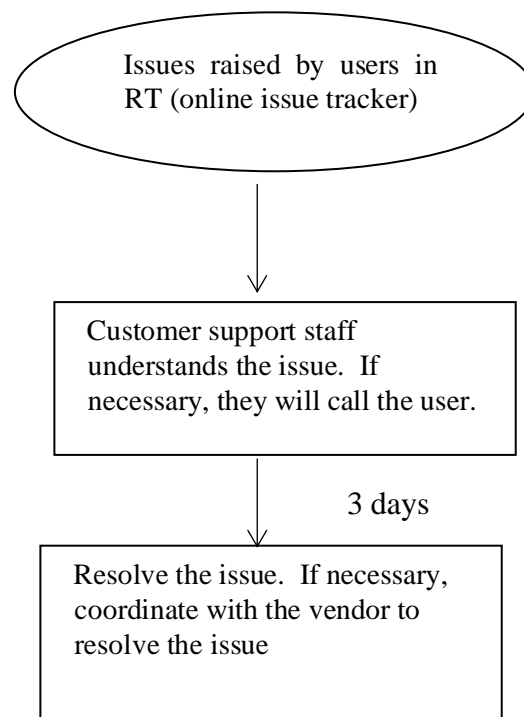 Issues raised by users in
RT (online issue tracker)
Customer support staff
understands the issue. If
necessary, they will call the user.
3 days
Resolve the issue. If necessary,
coordinate with the vendor to
resolve the issue